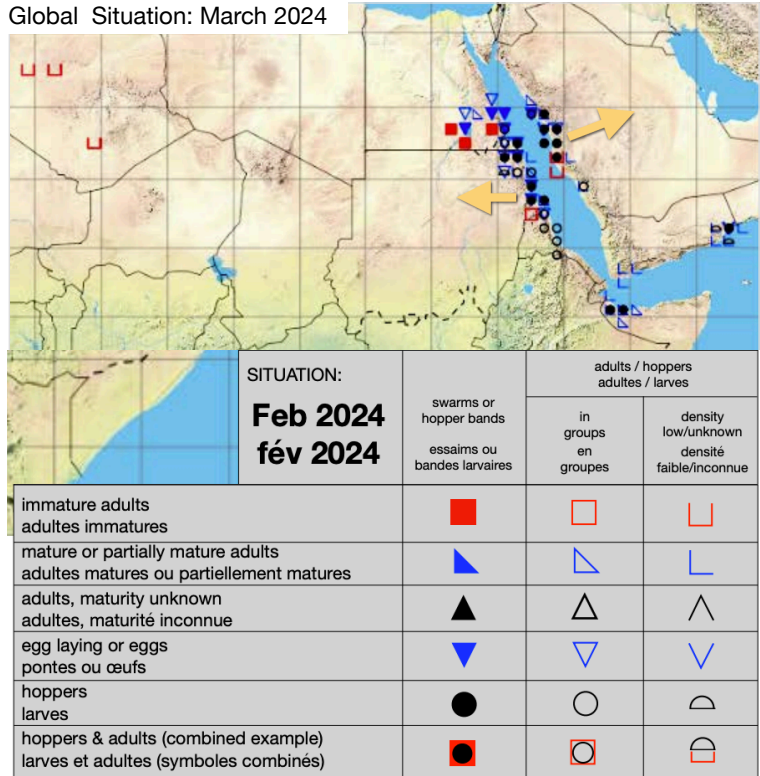 Global Situation: March 2024
SITUATION:
Feb 2024
fév 2024
swarms or
hopper bands
essaims ou
bandes larvaires
adults / hoppers
adultes / larves
in
groups
en
groupes
density
low/unknown
densité
faible/inconnue
immature adults
adultes immatures
mature or partially mature adults
adultes matures ou partiellement matures
adults, maturity unknown
adultes, maturité inconnue
egg laying or eggs
pontes ou œufs
hoppers
larves
hoppers & adults (combined example)
larves et adultes (symboles combinés)